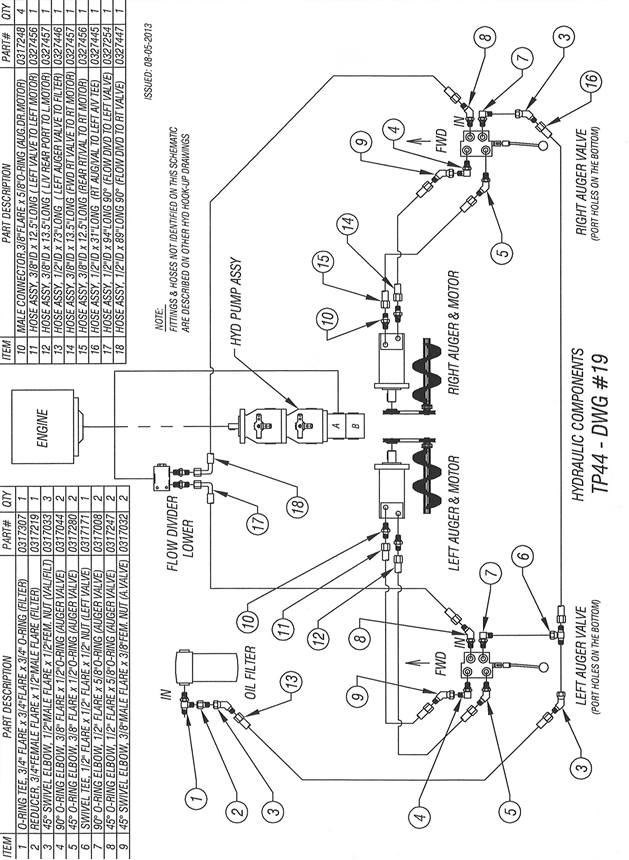 ITEM PART DESCRIPTION PART# QTY
1 O-RING TEE, 3/4" FLARE x 3/4"FLARE x 3/4" O-RING (FILTER) 0317307 1
2 REDUCER, 3/4"FEMALE FLARE x 1/2"MALE FLARE (FILTER) 0317219 1
3 45° SWIVEL ELBOW, 1/2"MALE FLARE x 1/2"FEM. NUT (VAL/FLT) 0317033 3
4 90° O-RING ELBOW, 3/8" FLARE x 1/2"O-RING (AUGER VALVE) 0317044 2
5 45° O-RING ELBOW, 3/8" FLARE x 1/2"O-RING (AUGER VALVE) 0317280 2
6 SWIVEL TEE, 1/2" FLARE x 1/2" FLARE x 1/2" NUT (LEFT VALVE) 0317171 1
7 90° O-RING ELBOW, 1/2" FLARE x 5/8"O-RING (AUGER VALVE) 0317008 2
8 45° O-RING ELBOW, 1/2" FLARE x 5/8"O-RING (AUGER VALVE) 0317247 2
9 45° SWIVEL ELBOW, 3/8"MALE FLARE x 3/8"FEM. NUT (A.VALVE) 0317032 2
ITEM PART DESCRIPTION PART# QTY
10 MALE CONNECTOR,3/8"FLARE x 5/8"O-RING (AUG.DR.MOTOR) 0317248 4
11 HOSE ASSY, 3/8"ID x 12.5"LONG (LEFT VALVE TO LEFT MOTOR) 0327456 1
12 HOSE ASSY, 3/8"ID x 13.5"LONG (L/V REAR PORT TO L.MOTOR) 0327457 1
13 HOSE ASSY, 1/2"ID x 73"LONG (LEFT AUGER VALVE TO FILTER) 0327446 1
14 HOSE ASSY, 3/8"ID x 13.5"LONG (FWD RT VALVE TO RT MOTOR) 0327457 1
15 HOSE ASSY, 3/8"ID x 12.5"LONG (REAR RT/VAL TO RT MOTOR) 0327456 1
16 HOSE ASSY, 1/2"ID x 31"LONG (RT AUG/VAL TO LEFT A/V TEE) 0327445 1
17 HOSE ASSY, 1/2"ID x 94"LONG 90° (FLOW DIV/D TO LEFT VALVE) 0327254 1
18 HOSE ASSY, 1/2"ID x 89"LONG 90° (FLOW DIV/D TO RT VALVE) 0327447 1
ISSUED: 08-05-2013
NOTE:
FITTINGS & HOSES NOT IDENTIFIED ON THIS SCHEMATIC
ARE DESCRIBED ON OTHER HYD HOOK-UP DRAWINGS
ENGINE
HYD PUMP ASSY
A
B
FLOW DIVIDER
LOWER
17
18
IN
OIL FILTER
1
2
3
13
10
11
12
LEFT AUGER & MOTOR
15
14
10
RIGHT AUGER & MOTOR
8
9
IN
FWD
7
6
4
5
3
LEFT AUGER VALVE
(PORT HOLES ON THE BOTTOM)
9
4
IN
FWD
8
7
3
16
5
RIGHT AUGER VALVE
(PORT HOLES ON THE BOTTOM)
HYDRAULIC COMPONENTS
TP44 - DWG #19